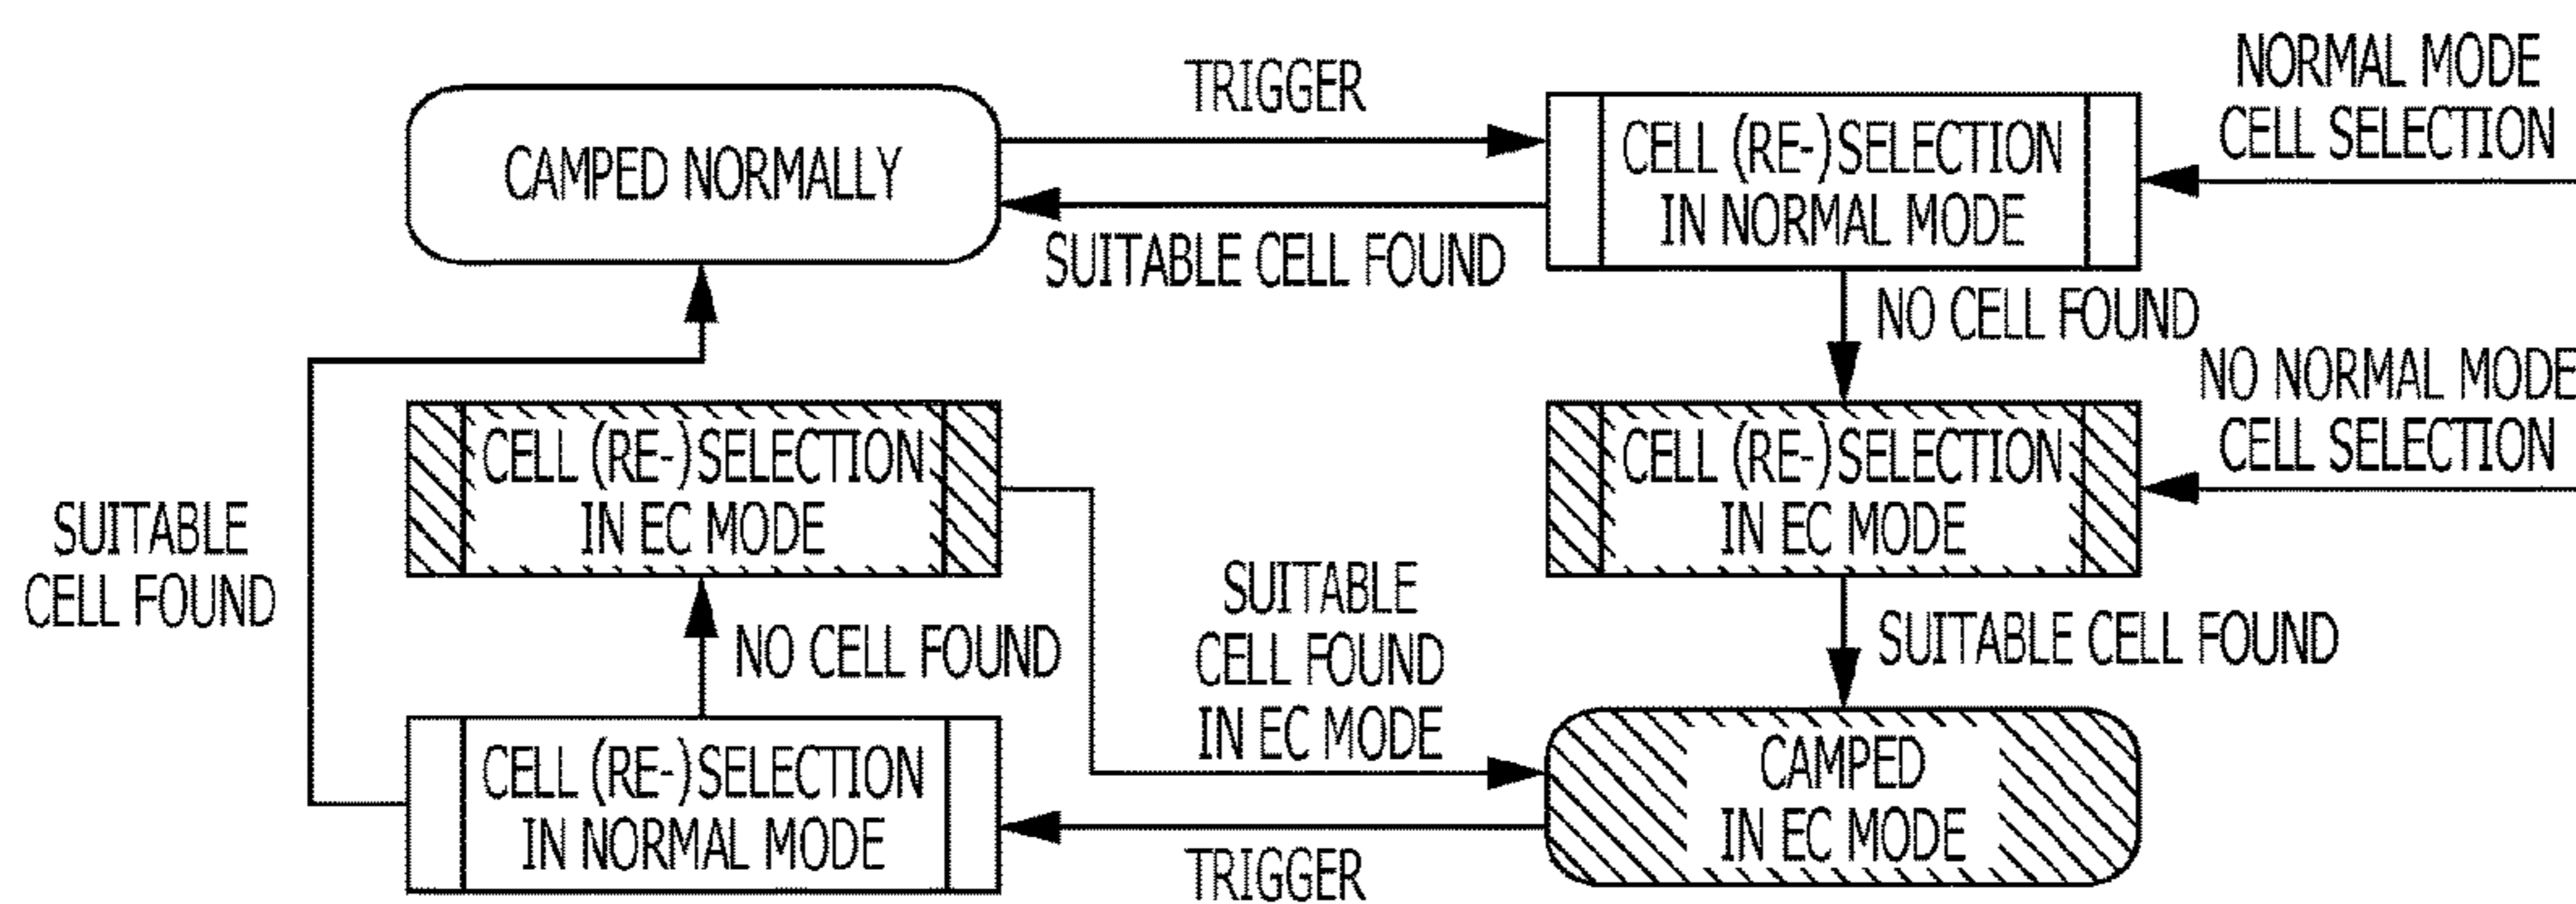 TRIGGER
NORMAL MODE
CELL SELECTION
CAMPED NORMALLY
CELL (RE-)SELECTION
IN NORMAL MODE
SUITABLE CELL FOUND
NO CELL FOUND
NO NORMAL MODE
CELL SELECTION
CELL (RE-)SELECTION
IN EC MODE
CELL (RE-)SELECTION
IN EC MODE
SUITABLE
CELL FOUND
SUITABLE
CELL FOUND
IN EC MODE
NO CELL FOUND
SUITABLE CELL FOUND
CELL (RE-)SELECTION
IN NORMAL MODE
CAMPED
IN EC MODE
TRIGGER